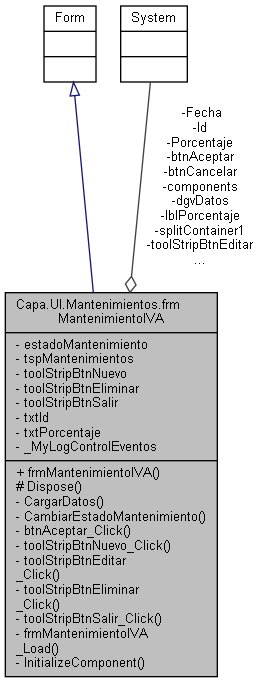 Form
System
-Fecha
-Id
-Porcentaje
-btnAceptar
-btnCancelar
-components
-dgvDatos
-lblPorcentaje
-splitContainer1
-toolStripBtnEditar
...
Capa.UI.Mantenimientos.frm
MantenimientoIVA
- estadoMantenimiento
- tspMantenimientos
- toolStripBtnNuevo
- toolStripBtnEliminar
- toolStripBtnSalir
- txtId
- txtPorcentaje
- _MyLogControlEventos
+ frmMantenimientoIVA()
# Dispose()
- CargarDatos()
- CambiarEstadoMantenimiento()
- btnAceptar_Click()
- toolStripBtnNuevo_Click()
- toolStripBtnEditar
_Click()
- toolStripBtnEliminar
_Click()
- toolStripBtnSalir_Click()
- frmMantenimientoIVA
_Load()
- InitializeComponent()